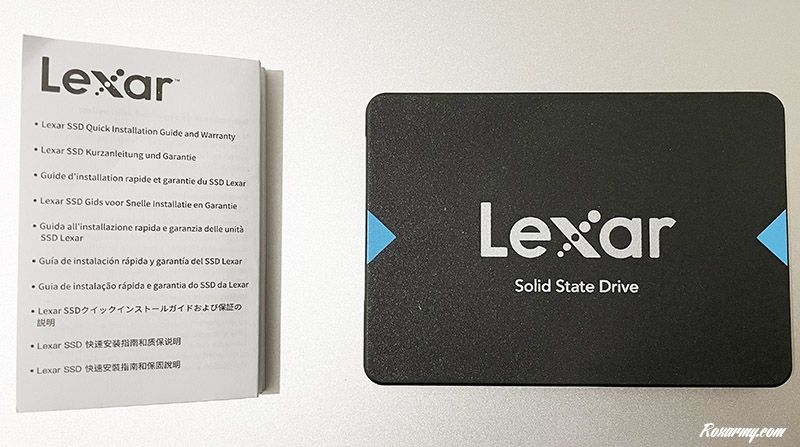 Lexar™
• Lexar SSD Quick Installation Guide and Warranty
• Lexar SSD Kurzanleitung und Garantie
• Guide d'installation rapide et garantie du SSD Lexar
• Lexar SSD Gids voor Snelle Installatie en Garantie
• Guida all'installazione rapida e garanzia delle unità
SSD Lexar
• Guía de instalación rápida y garantía del SSD Lexar
• Guia de instalação rápida e garantia do SSD da Lexar
• Lexar SSDクイックインストールガイドおよび保証の
説明
• Lexar SSD 快速安装指南和质保说明
• Lexar SSD 快速安裝指南和保固說明
Lexar
Solid State Drive
Roxarmy.com